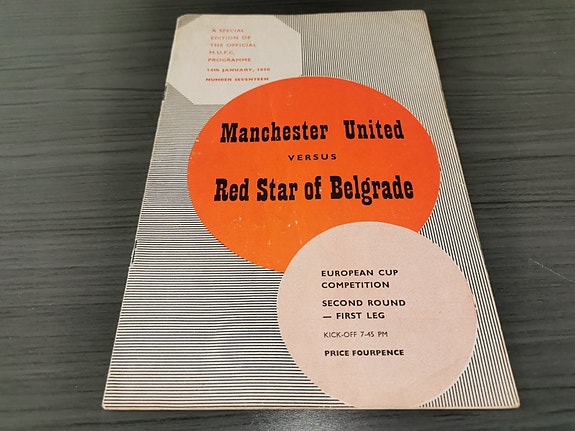 A SPECIAL
EDITION OF
THE OFFICIAL
M.U.F.C.
PROGRAMME
14th JANUARY, 1958
NUMBER SEVENTEEN
Manchester United
VERSUS
Red Star of Belgrade
EUROPEAN CUP
COMPETITION
SECOND ROUND
— FIRST LEG
KICK-OFF 7-45 PM
PRICE FOURPENCE